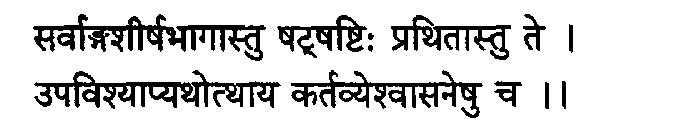 सर्वाङ्गशीर्षभागास्तु षट्षष्टिः प्रथितास्तु ते ।
उपविश्याप्यथोत्थाय कर्तव्येश्वासनेषु च ।।